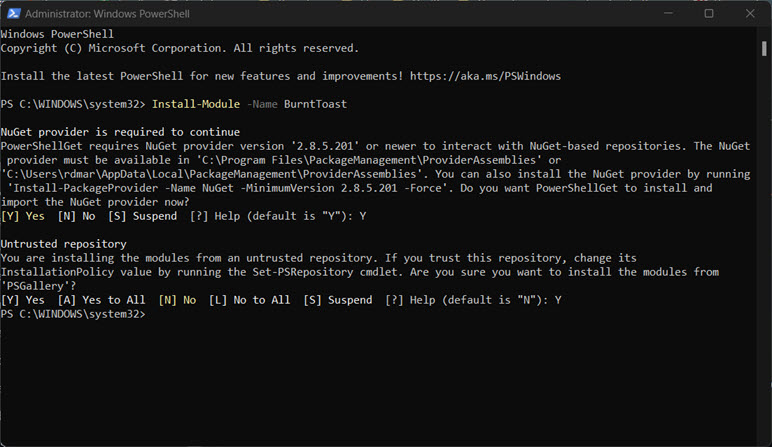 Administrator: Windows PowerShell
Windows PowerShell
Copyright (C) Microsoft Corporation. All rights reserved.
Install the latest PowerShell for new features and improvements! https://aka.ms/PSWindows
PS C:\WINDOWS\system32> Install-Module -Name BurntToast
NuGet provider is required to continue
PowerShellGet requires NuGet provider version '2.8.5.201' or newer to interact with NuGet-based repositories. The NuGet
provider must be available in 'C:\Program Files\PackageManagement\ProviderAssemblies' or
'C:\Users\rdmar\AppData\Local\PackageManagement\ProviderAssemblies'. You can also install the NuGet provider by running
'Install-PackageProvider -Name NuGet -MinimumVersion 2.8.5.201 -Force'. Do you want PowerShellGet to install and
import the NuGet provider now?
[Y] Yes  [N] No  [S] Suspend  [?] Help (default is "Y"): Y
Untrusted repository
You are installing the modules from an untrusted repository. If you trust this repository, change its
InstallationPolicy value by running the Set-PSRepository cmdlet. Are you sure you want to install the modules from
'PSGallery'?
[Y] Yes  [A] Yes to All  [N] No  [L] No to All  [S] Suspend  [?] Help (default is "N"): Y
PS C:\WINDOWS\system32>